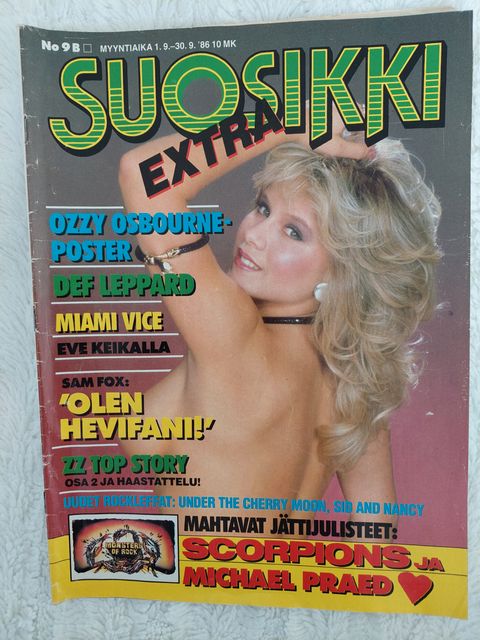 No 9 B MYYNTIAIKA 1. 9.-30. 9. '86 10 MK
SUOSIKKI
EXTRA
OZZY OSBOURNE-
POSTER
DEF LEPPARD
MIAMI VICE
EVE KEIKALLA
SAM FOX:
'OLEN
HEVIFANI!'
ZZ TOP STORY
OSA 2 JA HAASTATTELU!
UUDET ROCKLEFFAT: UNDER THE CHERRY MOON, SID AND NANCY
MAHTAVAT JÄTTIJULISTEET:
MONSTERS
OF ROCK
SCORPIONS JA
MICHAEL PRAED